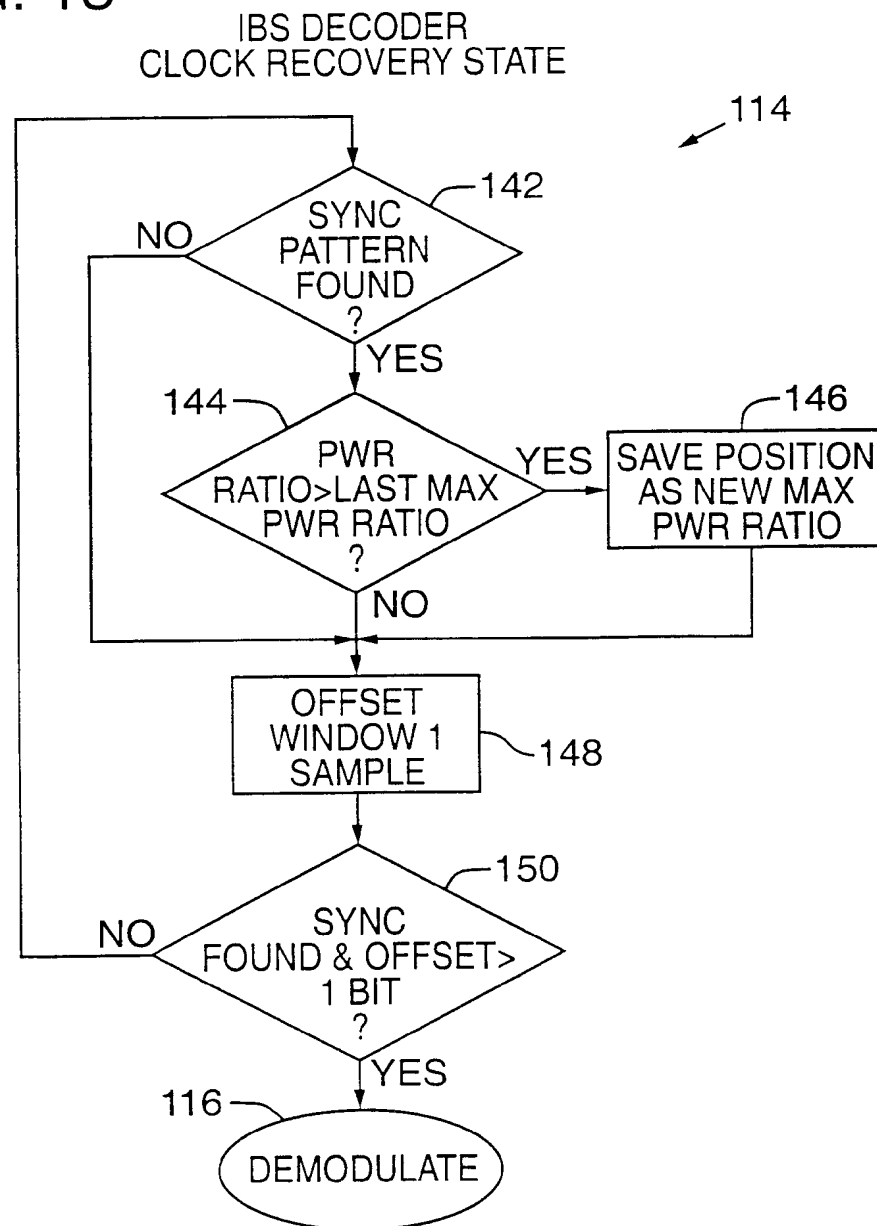 IBS DECODER
CLOCK RECOVERY STATE
114
142
SYNC
PATTERN
FOUND
?
NO
YES
144
PWR
RATIO>LAST MAX
PWR RATIO
?
YES
146
SAVE POSITION
AS NEW MAX
PWR RATIO
NO
OFFSET
WINDOW 1
SAMPLE
148
150
SYNC
FOUND & OFFSET>
1 BIT
?
NO
YES
116
DEMODULATE